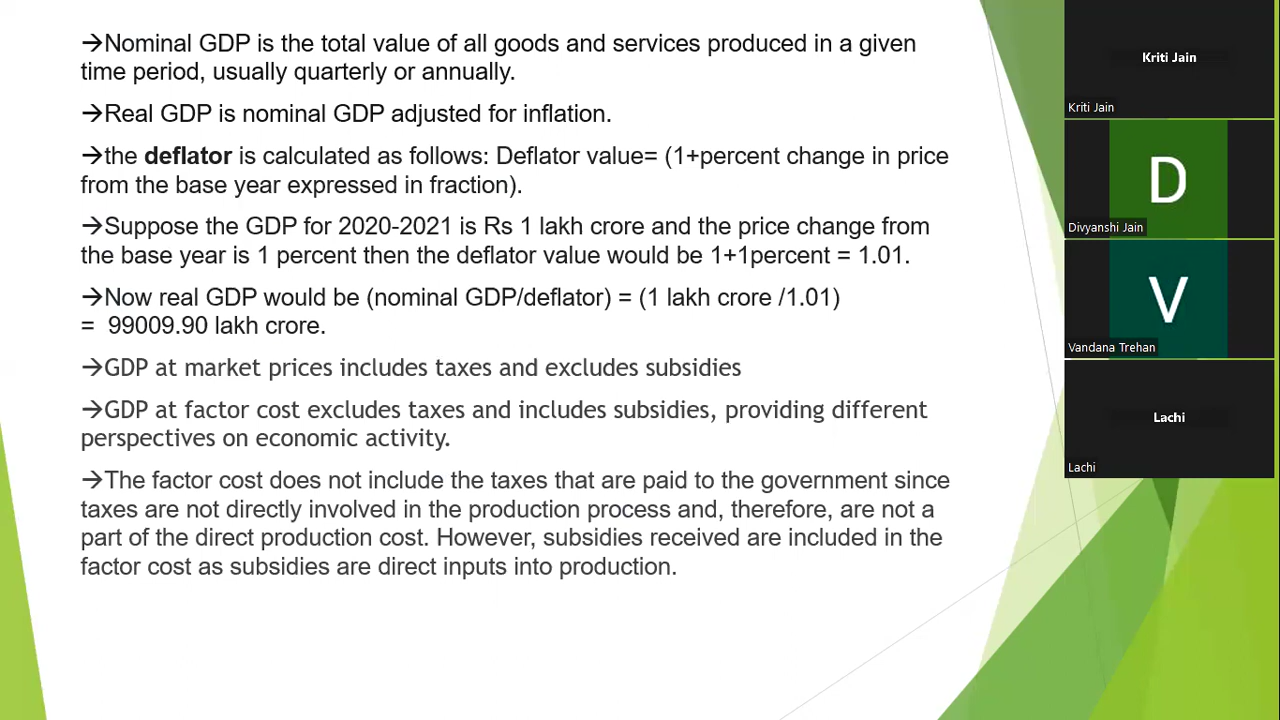 →Nominal GDP is the total value of all goods and services produced in a given
time period, usually quarterly or annually.
→Real GDP is nominal GDP adjusted for inflation.
→the deflator is calculated as follows: Deflator value= (1+percent change in price
from the base year expressed in fraction).
→Suppose the GDP for 2020-2021 is Rs 1 lakh crore and the price change from
the base year is 1 percent then the deflator value would be 1+1percent = 1.01.
→Now real GDP would be (nominal GDP/deflator) = (1 lakh crore /1.01)
= 99009.90 lakh crore.
→GDP at market prices includes taxes and excludes subsidies
→GDP at factor cost excludes taxes and includes subsidies, providing different
perspectives on economic activity.
→The factor cost does not include the taxes that are paid to the government since
taxes are not directly involved in the production process and, therefore, are not a
part of the direct production cost. However, subsidies received are included in the
factor cost as subsidies are direct inputs into production.
Kriti Jain
Kriti Jain
D
Divyanshi Jain
V
Vandana Trehan
Lachi
Lachi